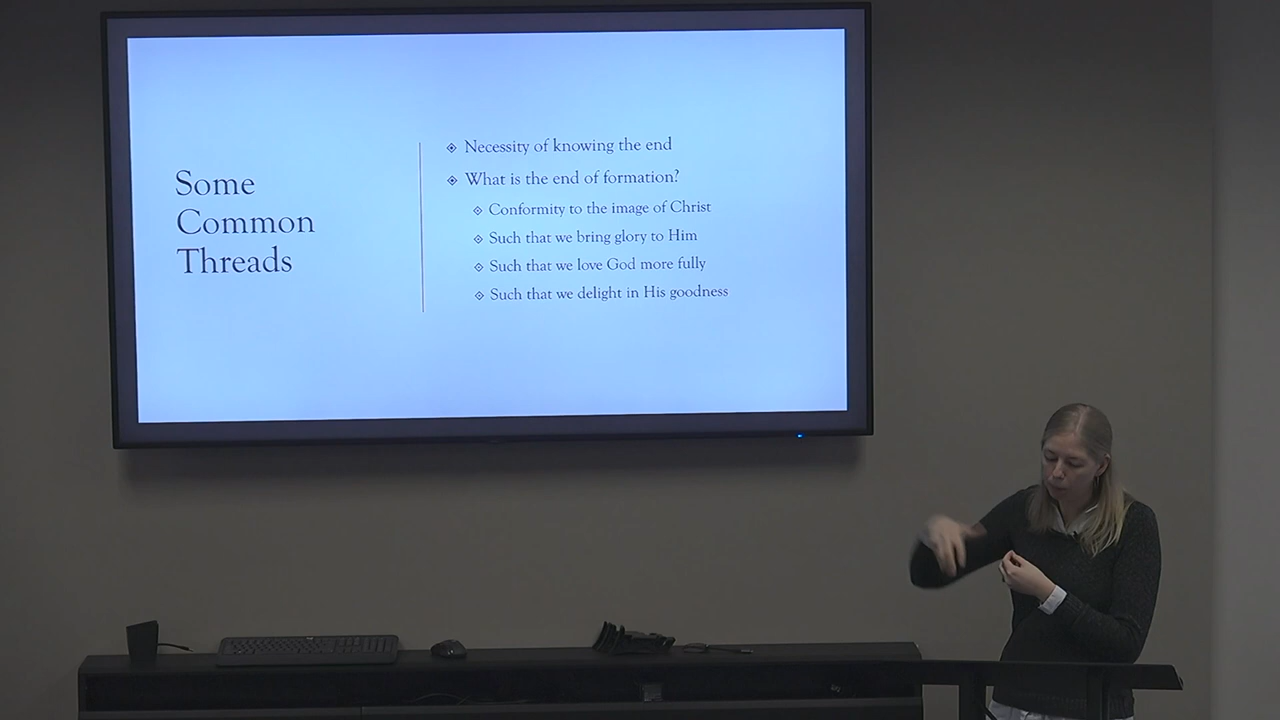 Some
Common
Threads
Necessity of knowing the end
What is the end of formation?
Conformity to the image of Christ
Such that we bring glory to Him
Such that we love God more fully
Such that we delight in His goodness